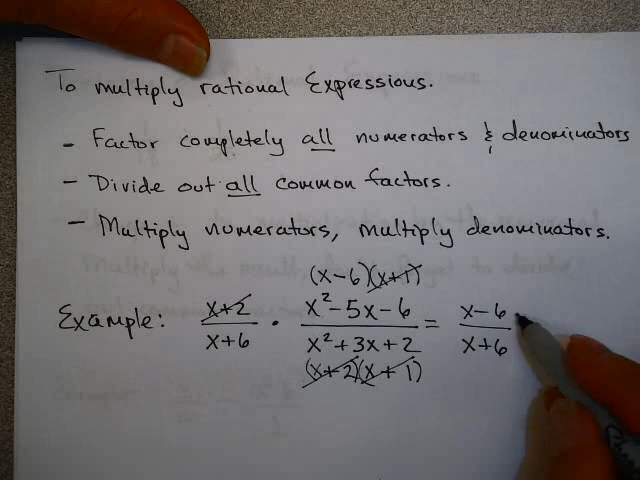 To multiply rational Expressions.
- Factor completely all numerators & denominators
- Divide out all common factors.
- Multiply numerators, multiply denominators.
(x-6)(x+1)
Example: x+2/x+6 · x²-5x-6/x²+3x+2 = x-6/x+6
(x+2)(x+1)